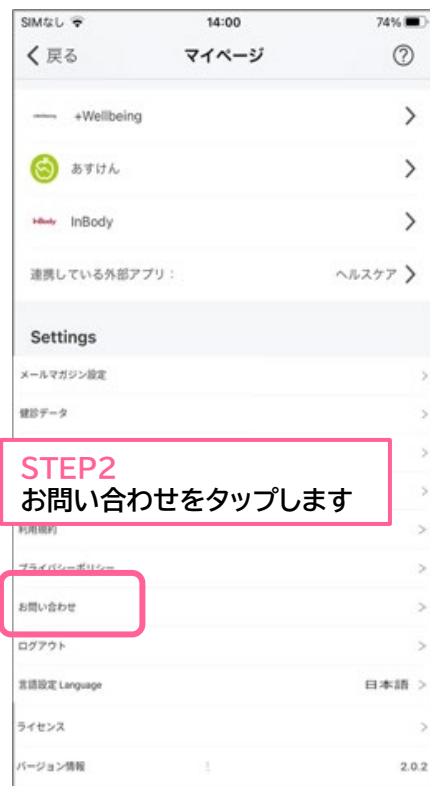 SIMなし 14:00 74%
戻る マイページ ?
+Wellbeing
あすけん
InBody InBody
連携している外部アプリ： ヘルスケア
Settings
メールマガジン設定
健診データ
STEP2
お問い合わせをタップします
利用規約
プライバシーポリシー
お問い合わせ
ログアウト
言語設定 Language 日本語
ライセンス
バージョン情報 2.0.2